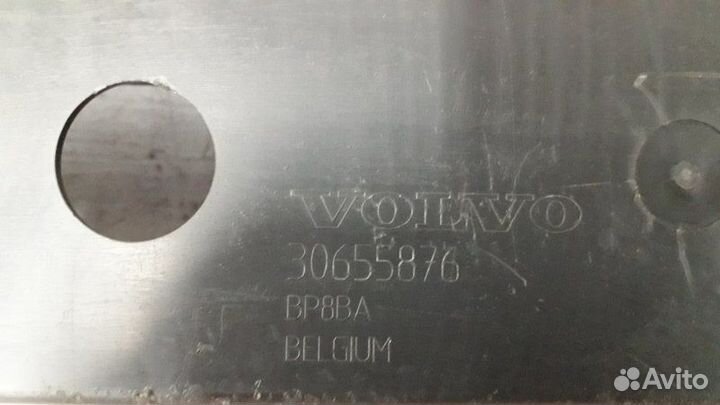 VOLVO
30655876
BP8BA
BELGIUM
Avito